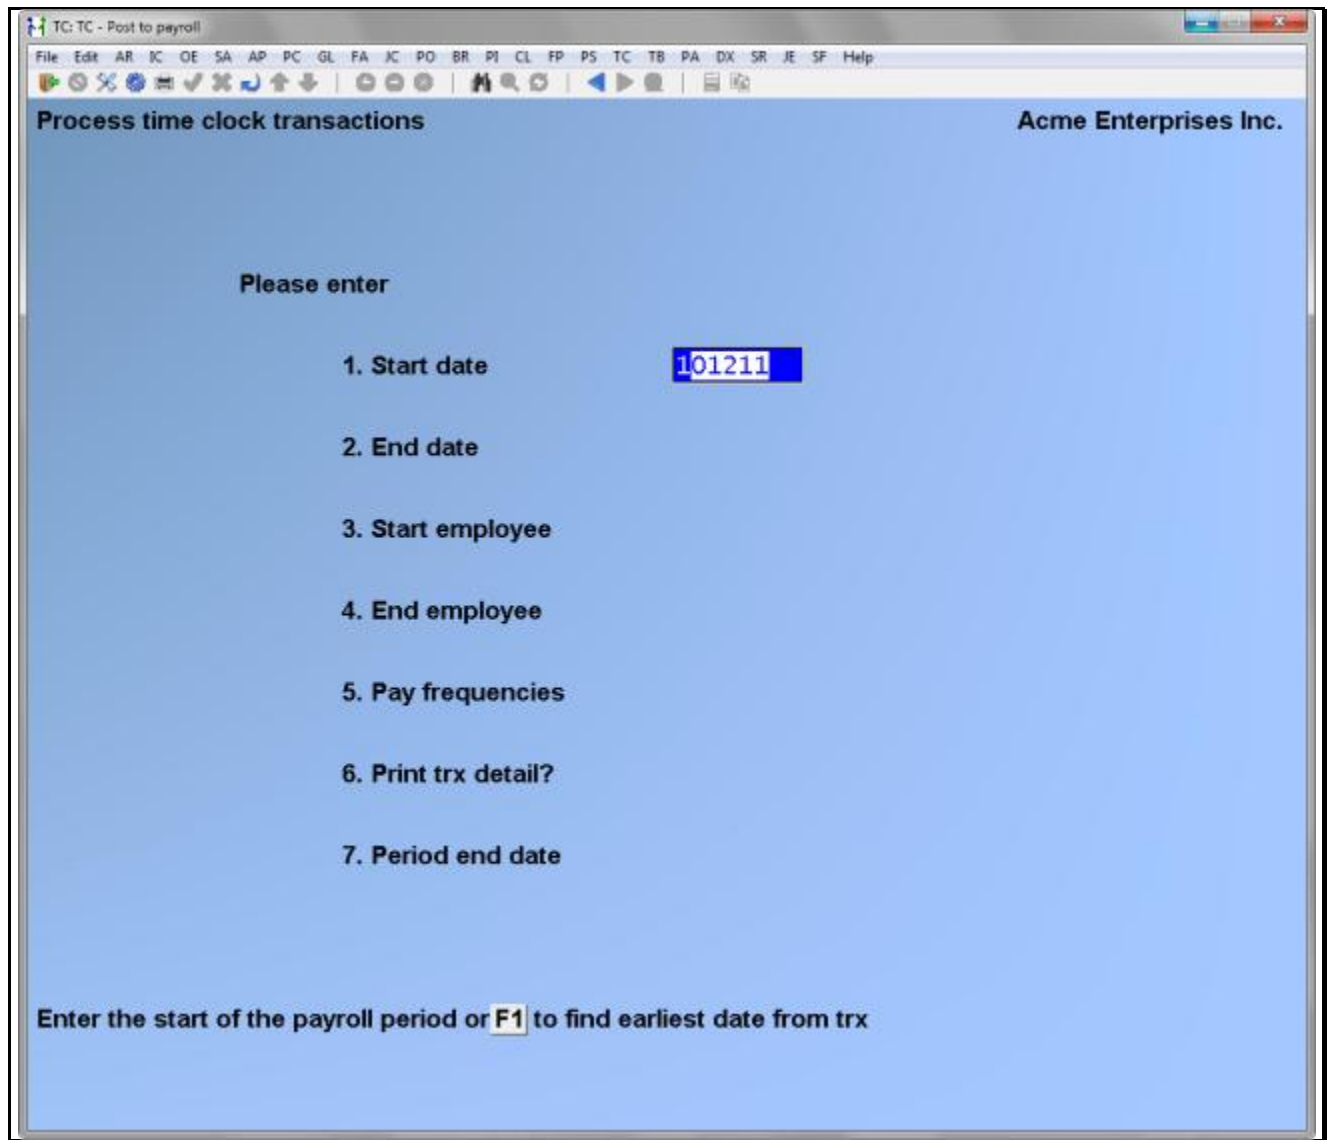 TC: TC - Post to payroll
File Edit AR IC OE SA AP PC GL FA JC PO BR PI CL FP PS TC TB PA DX SR JE SF Help
Process time clock transactions Acme Enterprises Inc.
Please enter
1. Start date 101211
2. End date
3. Start employee
4. End employee
5. Pay frequencies
6. Print trx detail?
7. Period end date
Enter the start of the payroll period or F1 to find earliest date from trx